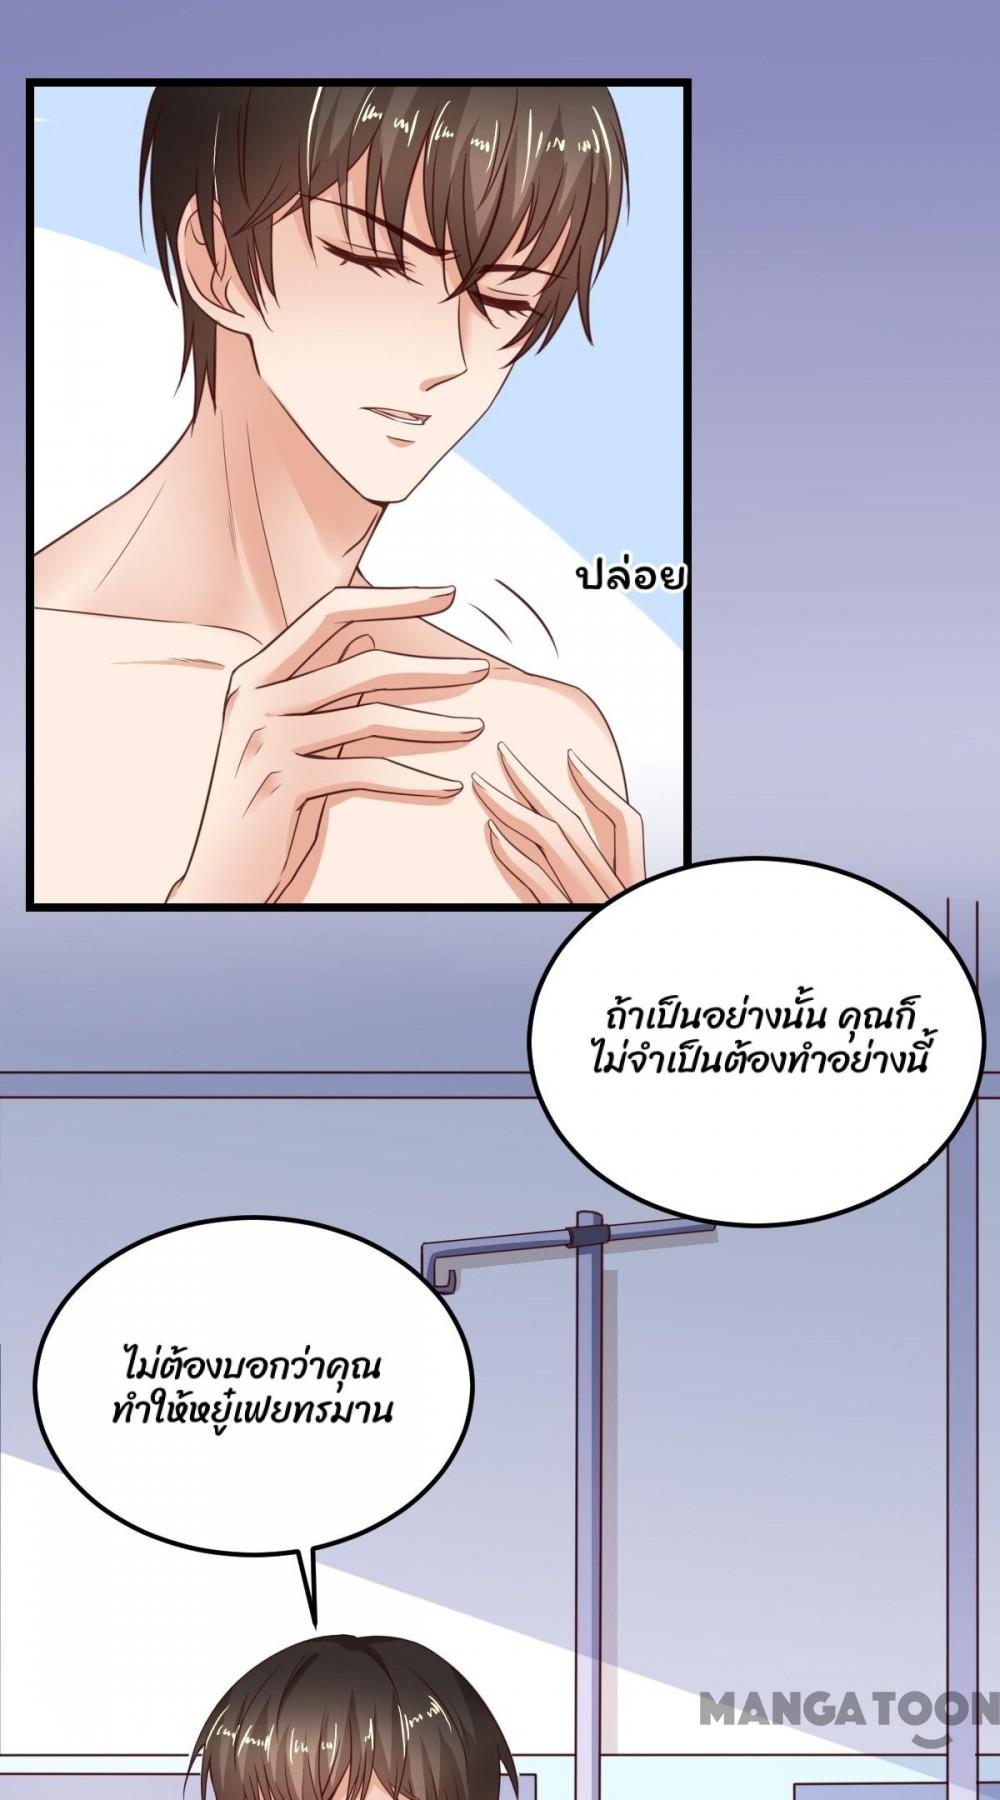 ปล่อย
ถ้าเป็นอย่างนั้น คุณก็
ไม่จำเป็นต้องทำอย่างนี้
ไม่ต้องบอกว่าคุณ
ทำให้หยู๋เฟยทรมาน
MANGATOON